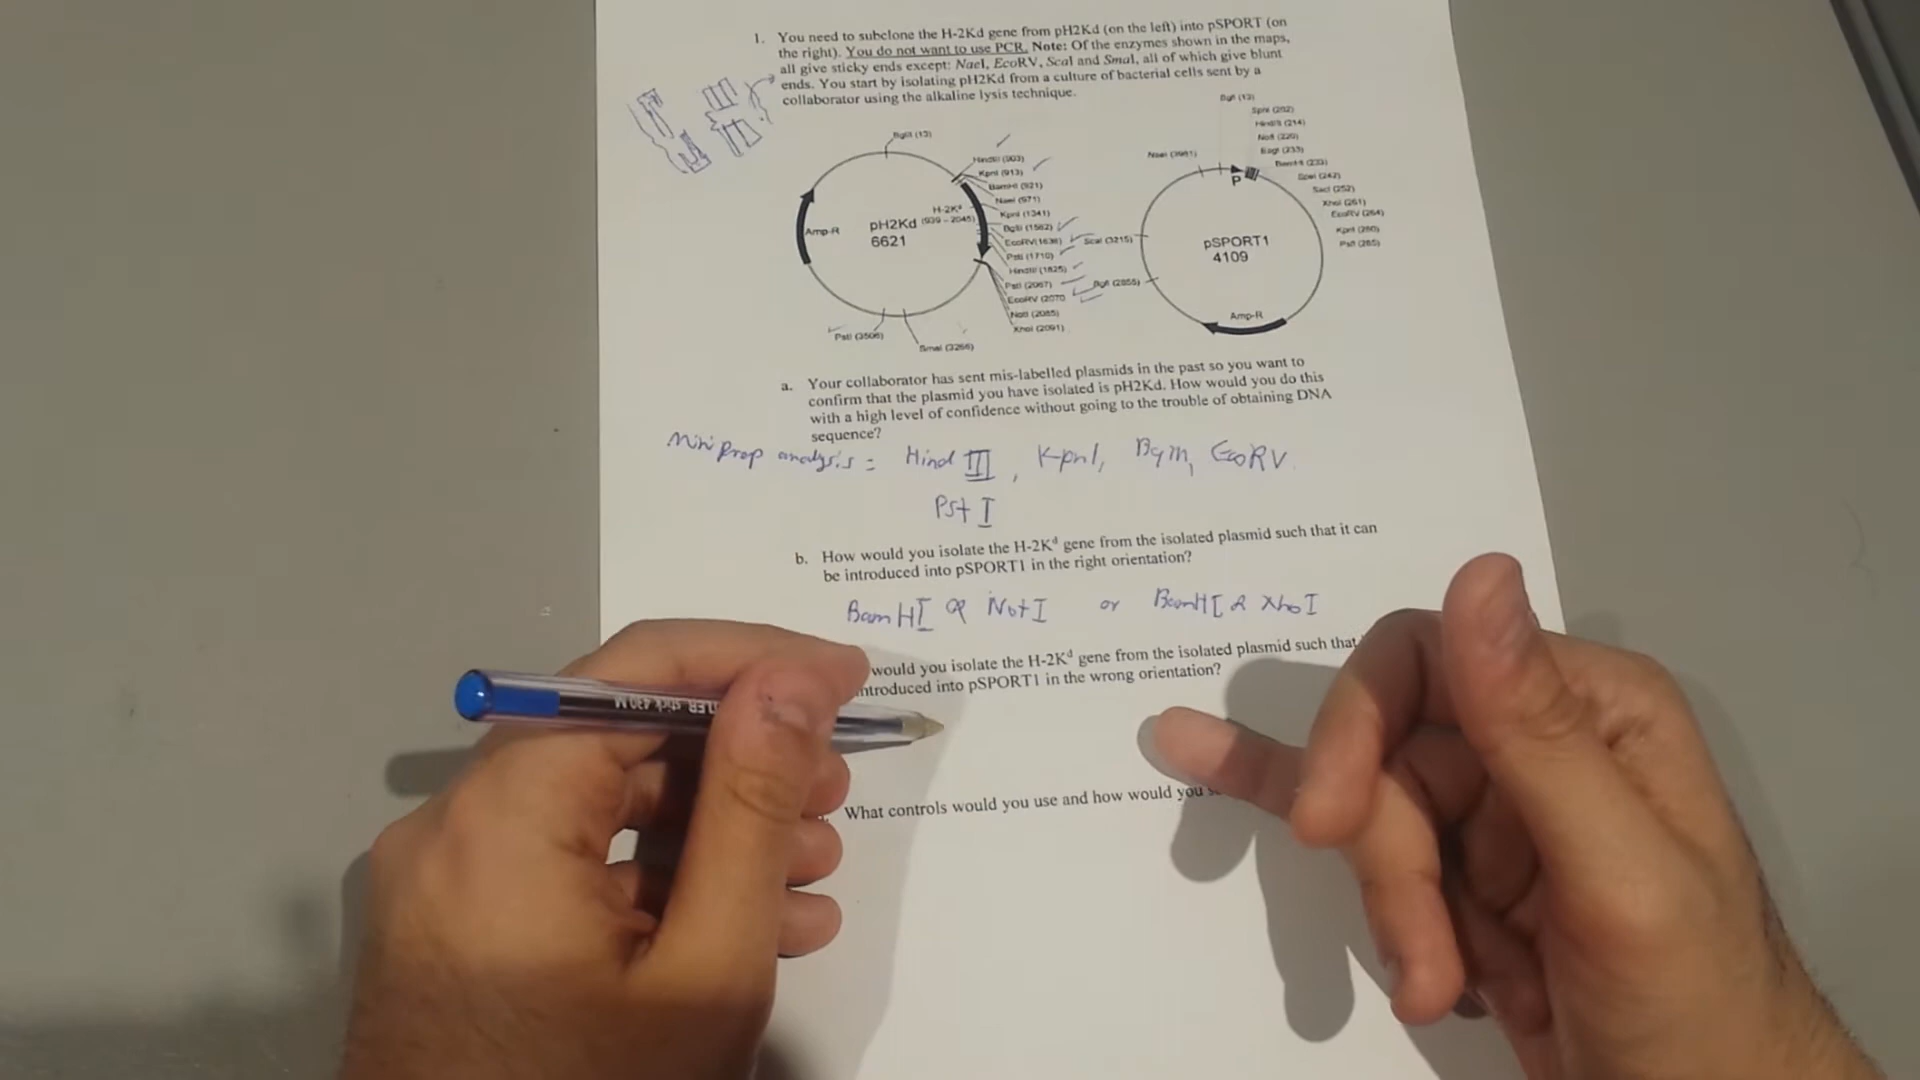 1. You need to subclone the H-2Kd gene from pH2Kd (on the left) into pSPORT (on
the right). You do not want to use PCR. Note: Of the enzymes shown in the maps,
all give sticky ends except: NaeI, EcoRV, ScaI and SmaI, all of which give blunt
ends. You start by isolating pH2Kd from a culture of bacterial cells sent by a
collaborator using the alkaline lysis technique.
BglII (13)
HindIII (903)
KpnI (913)
BamHI (921)
NaeI (971)
KpnI (1341)
BglII (1562)
EcoRV (1638)
PstI (1710)
HindIII (1825)
PstI (2067)
EcoRV (2070
NotI (2085)
XhoI (2091)
SmaI (3266)
PstI (3506)
Amp-R
pH2Kd
6621
H-2Kd
(939 - 2045)
NaeI (3981)
SphI (202)
HindIII (214)
NotI (220)
EagI (233)
BamHI (233)
SpeI (242)
SacI (252)
XhoI (261)
EcoRV (264)
KpnI (280)
PstI (285)
P
ScaI (3215)
pSPORT1
4109
Amp-R
a. Your collaborator has sent mis-labelled plasmids in the past so you want to
confirm that the plasmid you have isolated is pH2Kd. How would you do this
with a high level of confidence without going to the trouble of obtaining DNA
sequence?
Mini prep analysis = Hind III, KpnI, EcoRV
Pst I
b. How would you isolate the H-2Kd gene from the isolated plasmid such that it can
be introduced into pSPORT1 in the right orientation?
BamHI & NotI or BamHI & XhoI
would you isolate the H-2Kd gene from the isolated plasmid such that
introduced into pSPORT1 in the wrong orientation?
What controls would you use and how would you
STAEDTLER stick 430 M